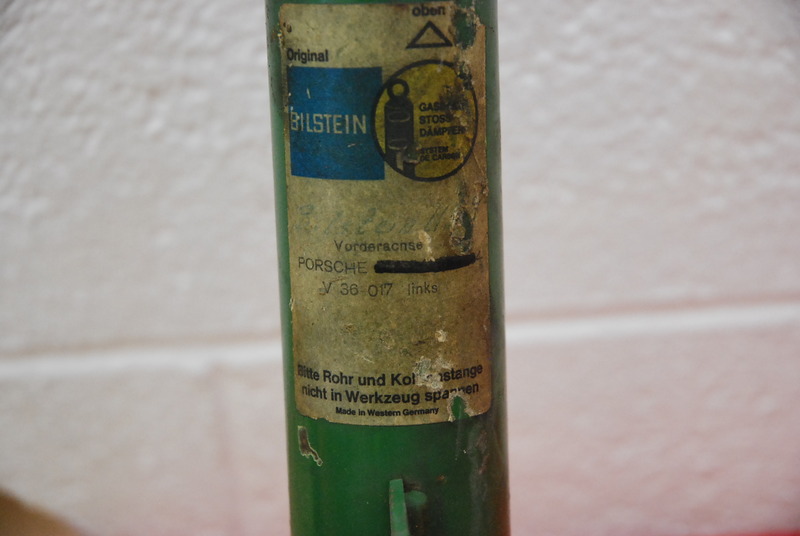 oben
Original
BILSTEIN
STOSS
DÄMPFER
SYSTEM
DE CARBON
Vorderachse
PORSCHE
V 36 017 links
Bitte Rohr und Kolbenstange
nicht in Werkzeug spannen
Made in Western Germany